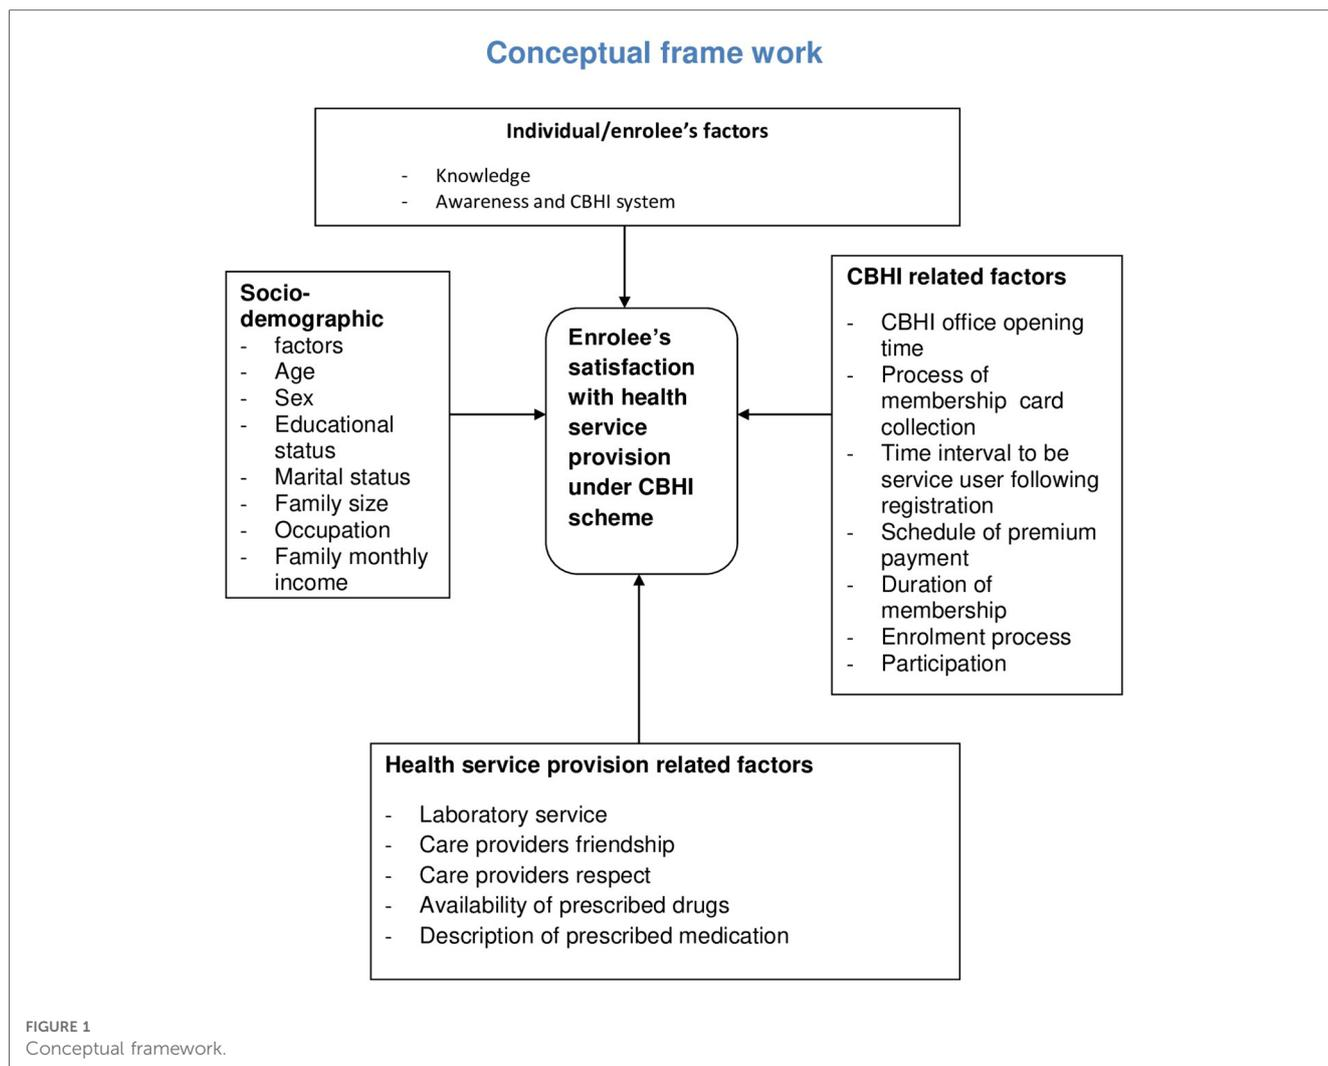 Conceptual frame work
Individual/enrolee’s factors
- Knowledge
- Awareness and CBHI system
Socio-
demographic
- factors
- Age
- Sex
- Educational
status
- Marital status
- Family size
- Occupation
- Family monthly
income
Enrolee’s
satisfaction
with health
service
provision
under CBHI
scheme
CBHI related factors
- CBHI office opening
time
- Process of
membership card
collection
- Time interval to be
service user following
registration
- Schedule of premium
payment
- Duration of
membership
- Enrolment process
- Participation
Health service provision related factors
- Laboratory service
- Care providers friendship
- Care providers respect
- Availability of prescribed drugs
- Description of prescribed medication
FIGURE 1
Conceptual framework.